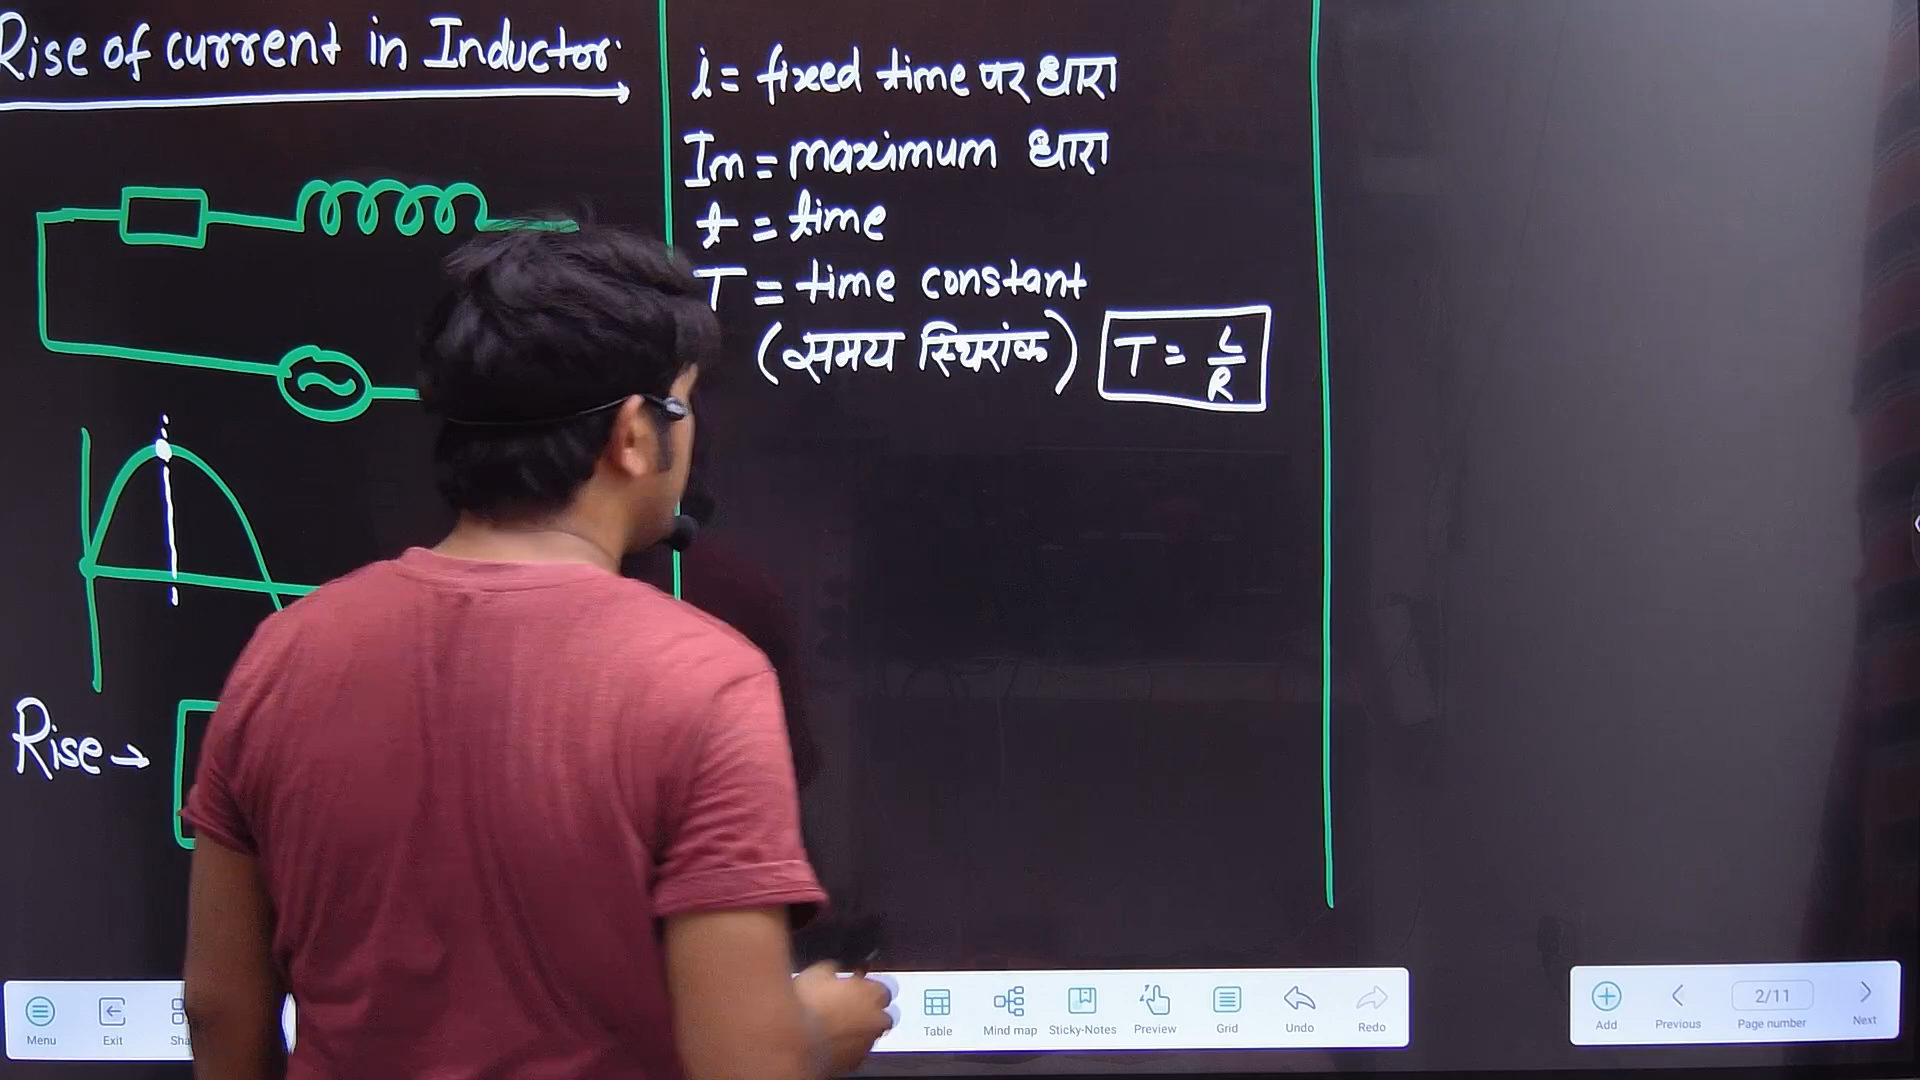 Rise of current in Inductor
i = fixed time पर धारा
Im = maximum धारा
t = time
T = time constant
(समय स्थिरांक) T = L/R
Rise →
Menu
Exit
Table
Mind map
Sticky-Notes
Preview
Grid
Undo
Redo
Add
Previous
2/11
Page number
Next